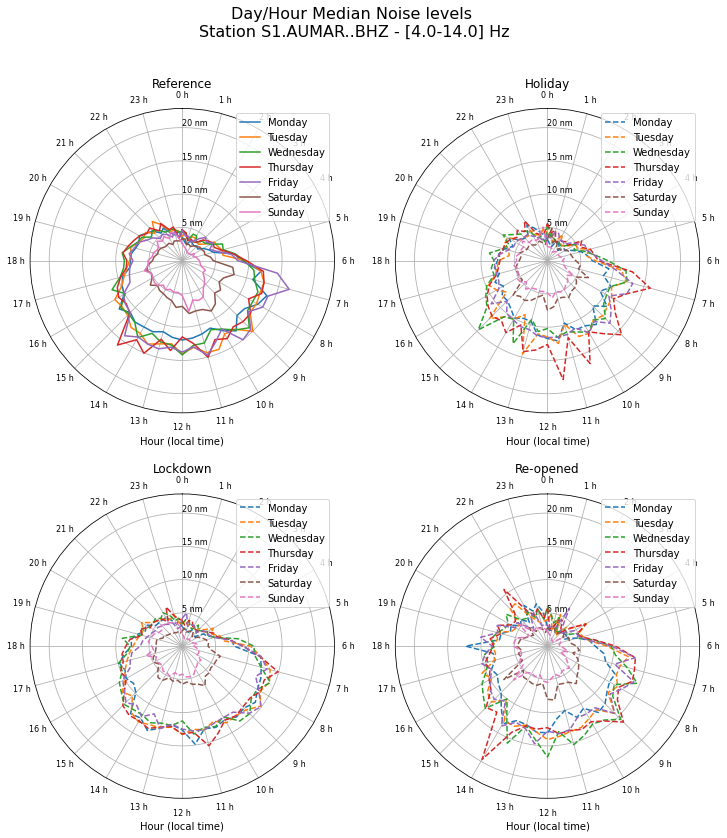 Day/Hour Median Noise levels
Station S1.AUMAR..BHZ - [4.0-14.0] Hz
Reference
0 h
1 h
5 h
6 h
7 h
8 h
9 h
10 h
11 h
12 h
13 h
14 h
15 h
16 h
17 h
18 h
19 h
20 h
21 h
22 h
23 h
20 nm
15 nm
10 nm
5 nm
Monday
Tuesday
Wednesday
Thursday
Friday
Saturday
Sunday
Hour (local time)
Holiday
0 h
1 h
4 h
5 h
6 h
7 h
8 h
9 h
10 h
11 h
12 h
13 h
14 h
15 h
16 h
17 h
18 h
19 h
20 h
21 h
22 h
23 h
20 nm
15 nm
10 nm
5 nm
Monday
Tuesday
Wednesday
Thursday
Friday
Saturday
Sunday
Hour (local time)
Lockdown
0 h
1 h
5 h
6 h
7 h
8 h
9 h
10 h
11 h
12 h
13 h
14 h
15 h
16 h
17 h
18 h
19 h
20 h
21 h
22 h
23 h
20 nm
15 nm
10 nm
5 nm
Monday
Tuesday
Wednesday
Thursday
Friday
Saturday
Sunday
Hour (local time)
Re-opened
0 h
1 h
4 h
5 h
6 h
7 h
8 h
9 h
10 h
11 h
12 h
13 h
14 h
15 h
16 h
17 h
18 h
19 h
20 h
21 h
22 h
23 h
20 nm
15 nm
10 nm
5 nm
Monday
Tuesday
Wednesday
Thursday
Friday
Saturday
Sunday
Hour (local time)